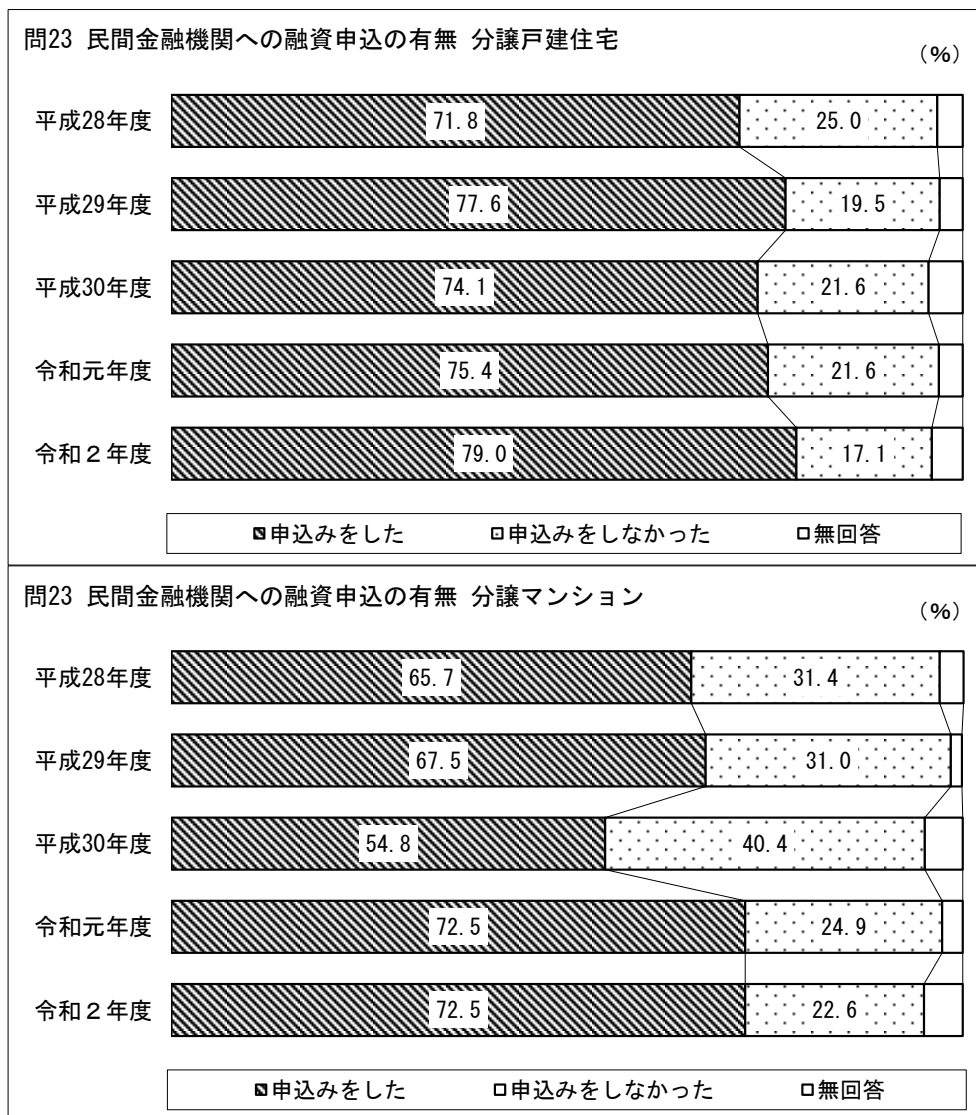 問23 民間金融機関への融資申込の有無 分譲戸建住宅
（％）
平成28年度 71.8 25.0
平成29年度 77.6 19.5
平成30年度 74.1 21.6
令和元年度 75.4 21.6
令和２年度 79.0 17.1
申込みをした 申込みをしなかった 無回答
問23 民間金融機関への融資申込の有無 分譲マンション
（％）
平成28年度 65.7 31.4
平成29年度 67.5 31.0
平成30年度 54.8 40.4
令和元年度 72.5 24.9
令和２年度 72.5 22.6
申込みをした 申込みをしなかった 無回答